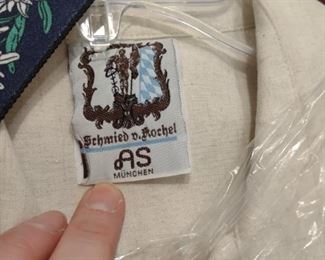 Schmied v. Kochel
AS
MÜNCHEN